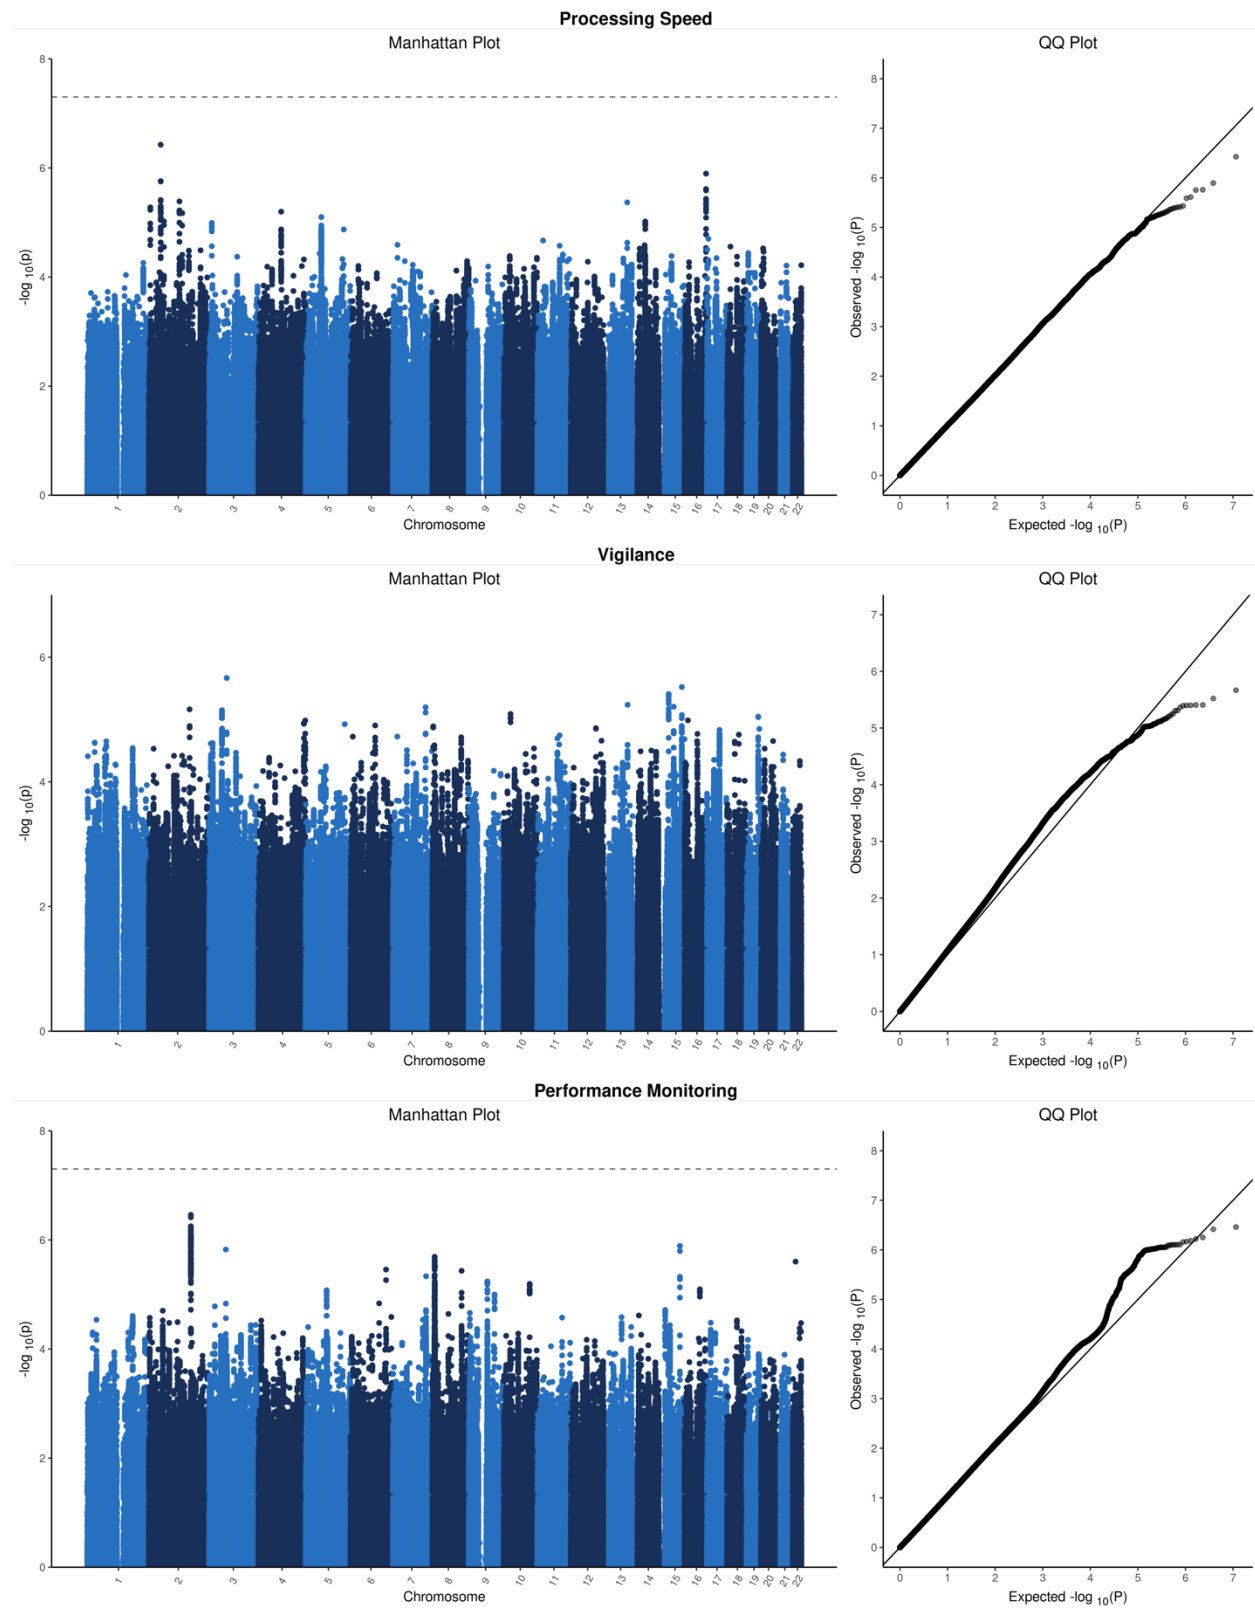 Processing Speed
Manhattan Plot
QQ Plot
8
6
4
2
0
-log 10(p)
1 2 3 4 5 6 7 8 9 10 11 12 13 14 15 16 17 18 19 20 21 22
Chromosome
8
7
6
5
4
3
2
1
0
Observed -log 10(P)
0 1 2 3 4 5 6 7
Expected -log 10(P)
Vigilance
Manhattan Plot
QQ Plot
6
4
2
0
-log 10(p)
1 2 3 4 5 6 7 8 9 10 11 12 13 14 15 16 17 18 19 20 21 22
Chromosome
7
6
5
4
3
2
1
0
Observed -log 10(P)
0 1 2 3 4 5 6 7
Expected -log 10(P)
Performance Monitoring
Manhattan Plot
QQ Plot
8
6
4
2
0
-log 10(p)
1 2 3 4 5 6 7 8 9 10 11 12 13 14 15 16 17 18 19 20 21 22
Chromosome
8
7
6
5
4
3
2
1
0
Observed -log 10(P)
0 1 2 3 4 5 6 7
Expected -log 10(P)